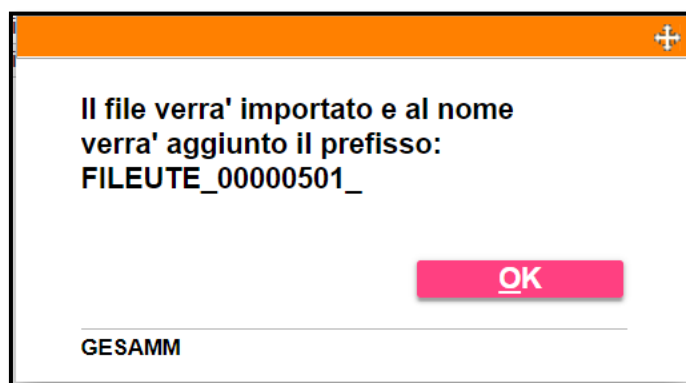 Il file verra' importato e al nome
verra' aggiunto il prefisso:
FILEUTE_00000501_
OK
GESAMM